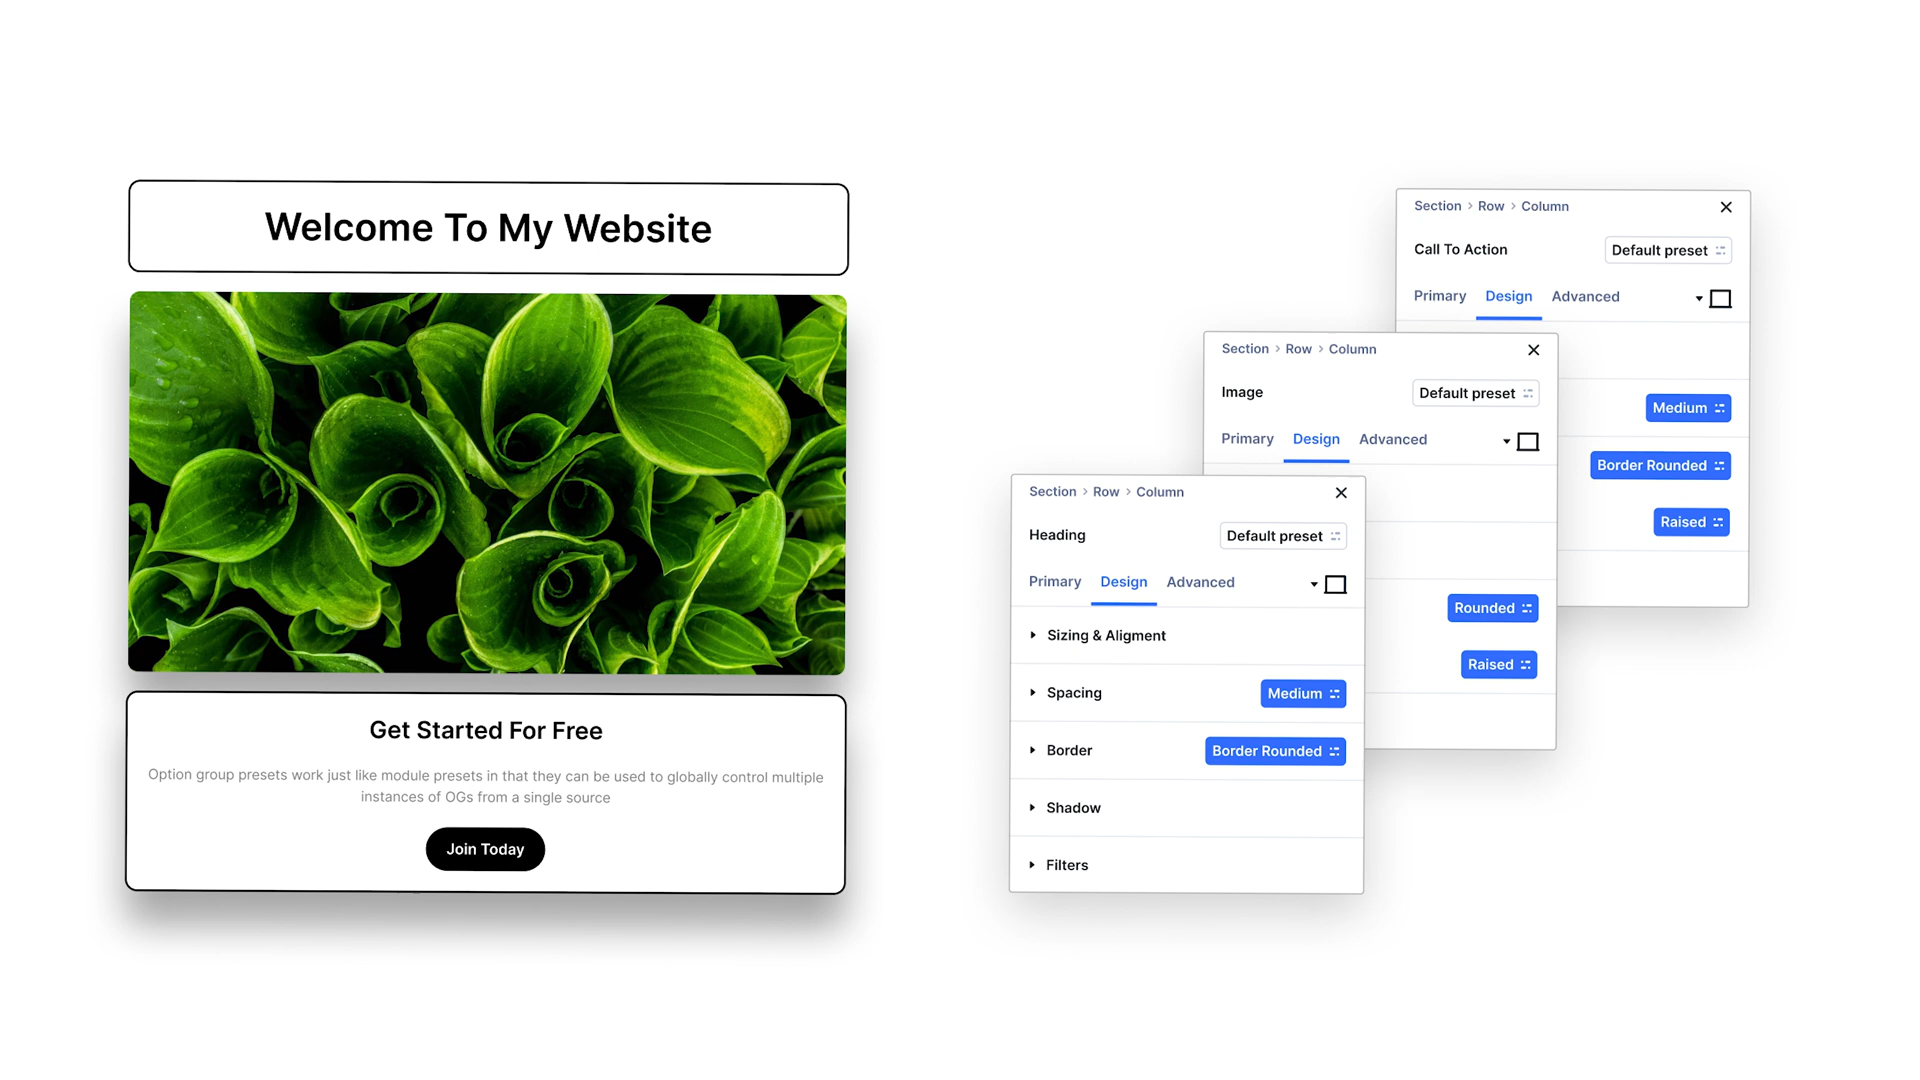 Welcome To My Website
Get Started For Free
Option group presets work just like module presets in that they can be used to globally control multiple
instances of OGs from a single source
Join Today
Section > Row > Column
Call To Action
Default preset
Primary Design Advanced
Medium
Border Rounded
Raised
Section > Row > Column
Image
Default preset
Primary Design Advanced
Rounded
Raised
Section > Row > Column
Heading
Default preset
Primary Design Advanced
Sizing & Aligment
Spacing
Medium
Border
Border Rounded
Shadow
Filters